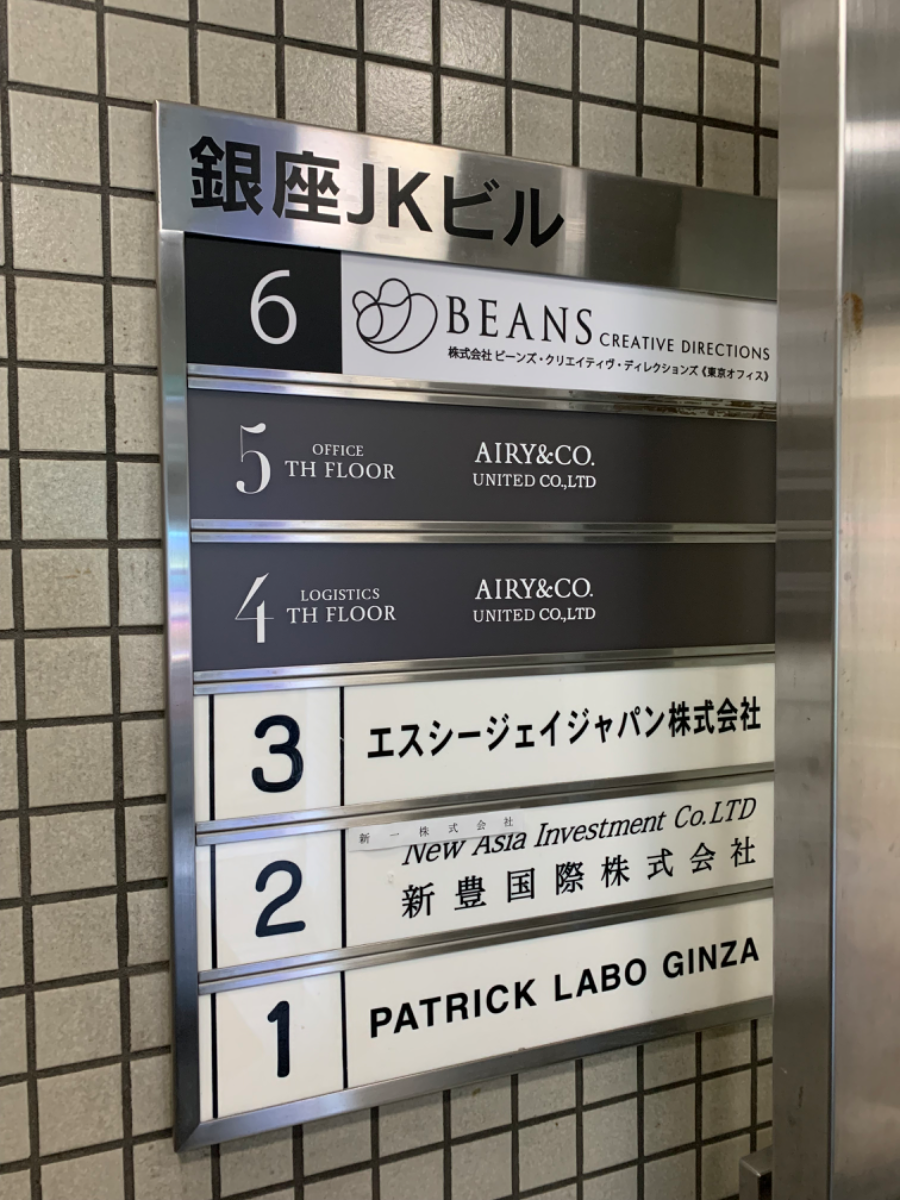 銀座JKビル
6
BEANS CREATIVE DIRECTIONS
株式会社 ビーンズ・クリエイティヴ・ディレクションズ《東京オフィス》
5 OFFICE TH FLOOR
AIRY&CO.
UNITED CO.,LTD
4 LOGISTICS TH FLOOR
AIRY&CO.
UNITED CO.,LTD
3 エスシージェイジャパン株式会社
新一株式会社
2 New Asia Investment Co.LTD
新豊国際株式会社
1 PATRICK LABO GINZA